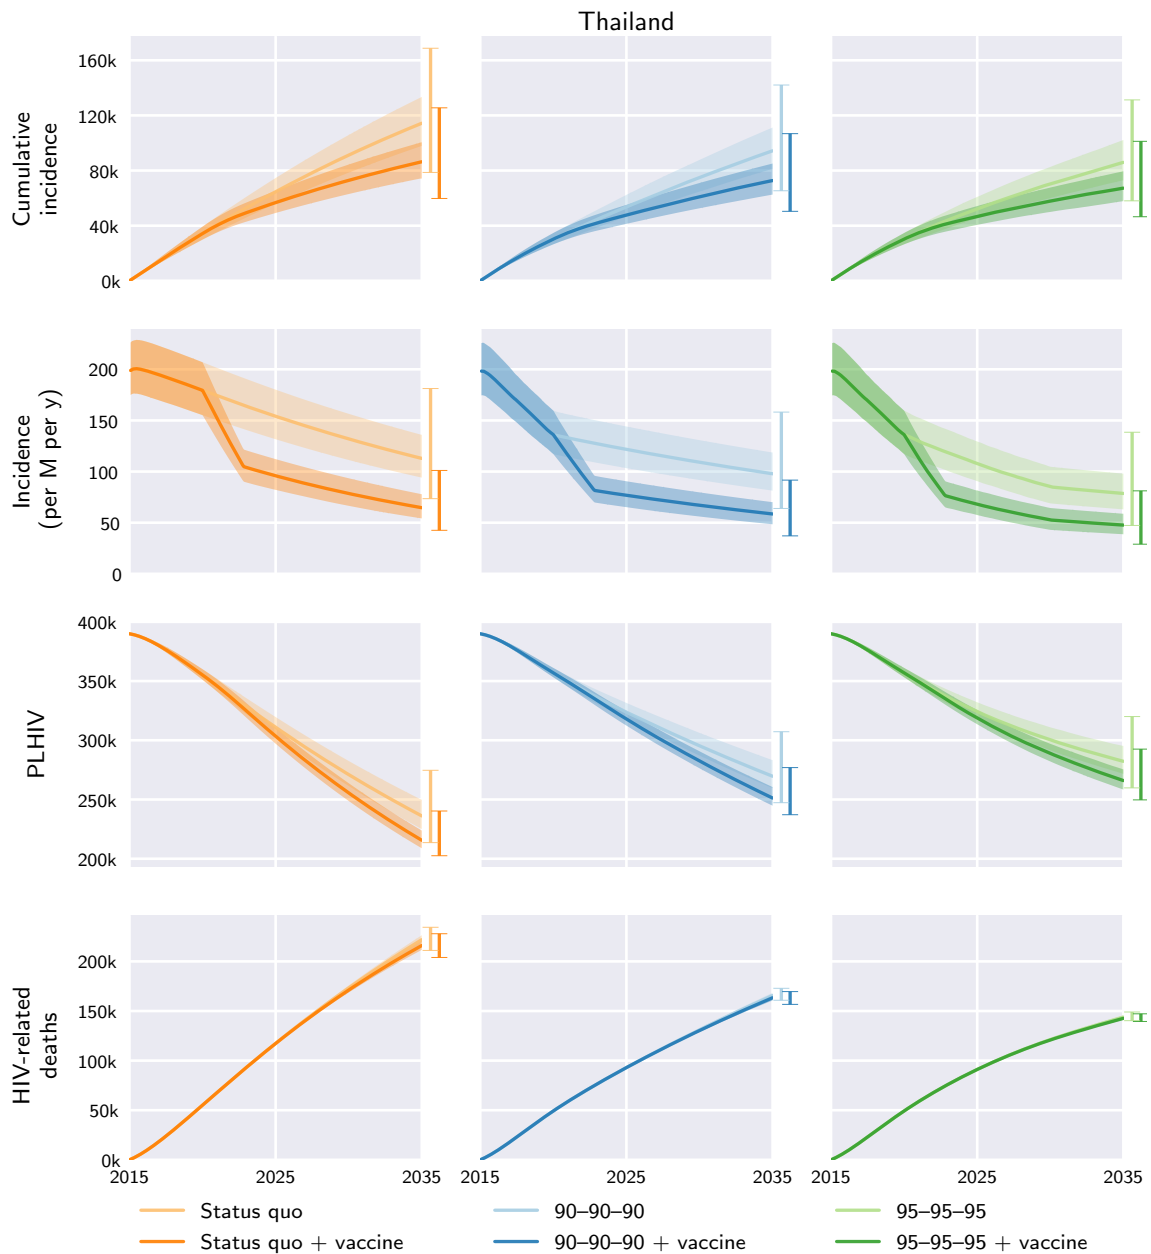 Thailand
Cumulative
incidence
160k
120k
80k
40k
0k
Incidence
(per M per y)
200
150
100
50
0
PLHIV
400k
350k
300k
250k
200k
HIV-related
deaths
200k
150k
100k
50k
0k
2015 2025 2035
2015 2025 2035
2015 2025 2035
Status quo
Status quo + vaccine
90–90–90
90–90–90 + vaccine
95–95–95
95–95–95 + vaccine